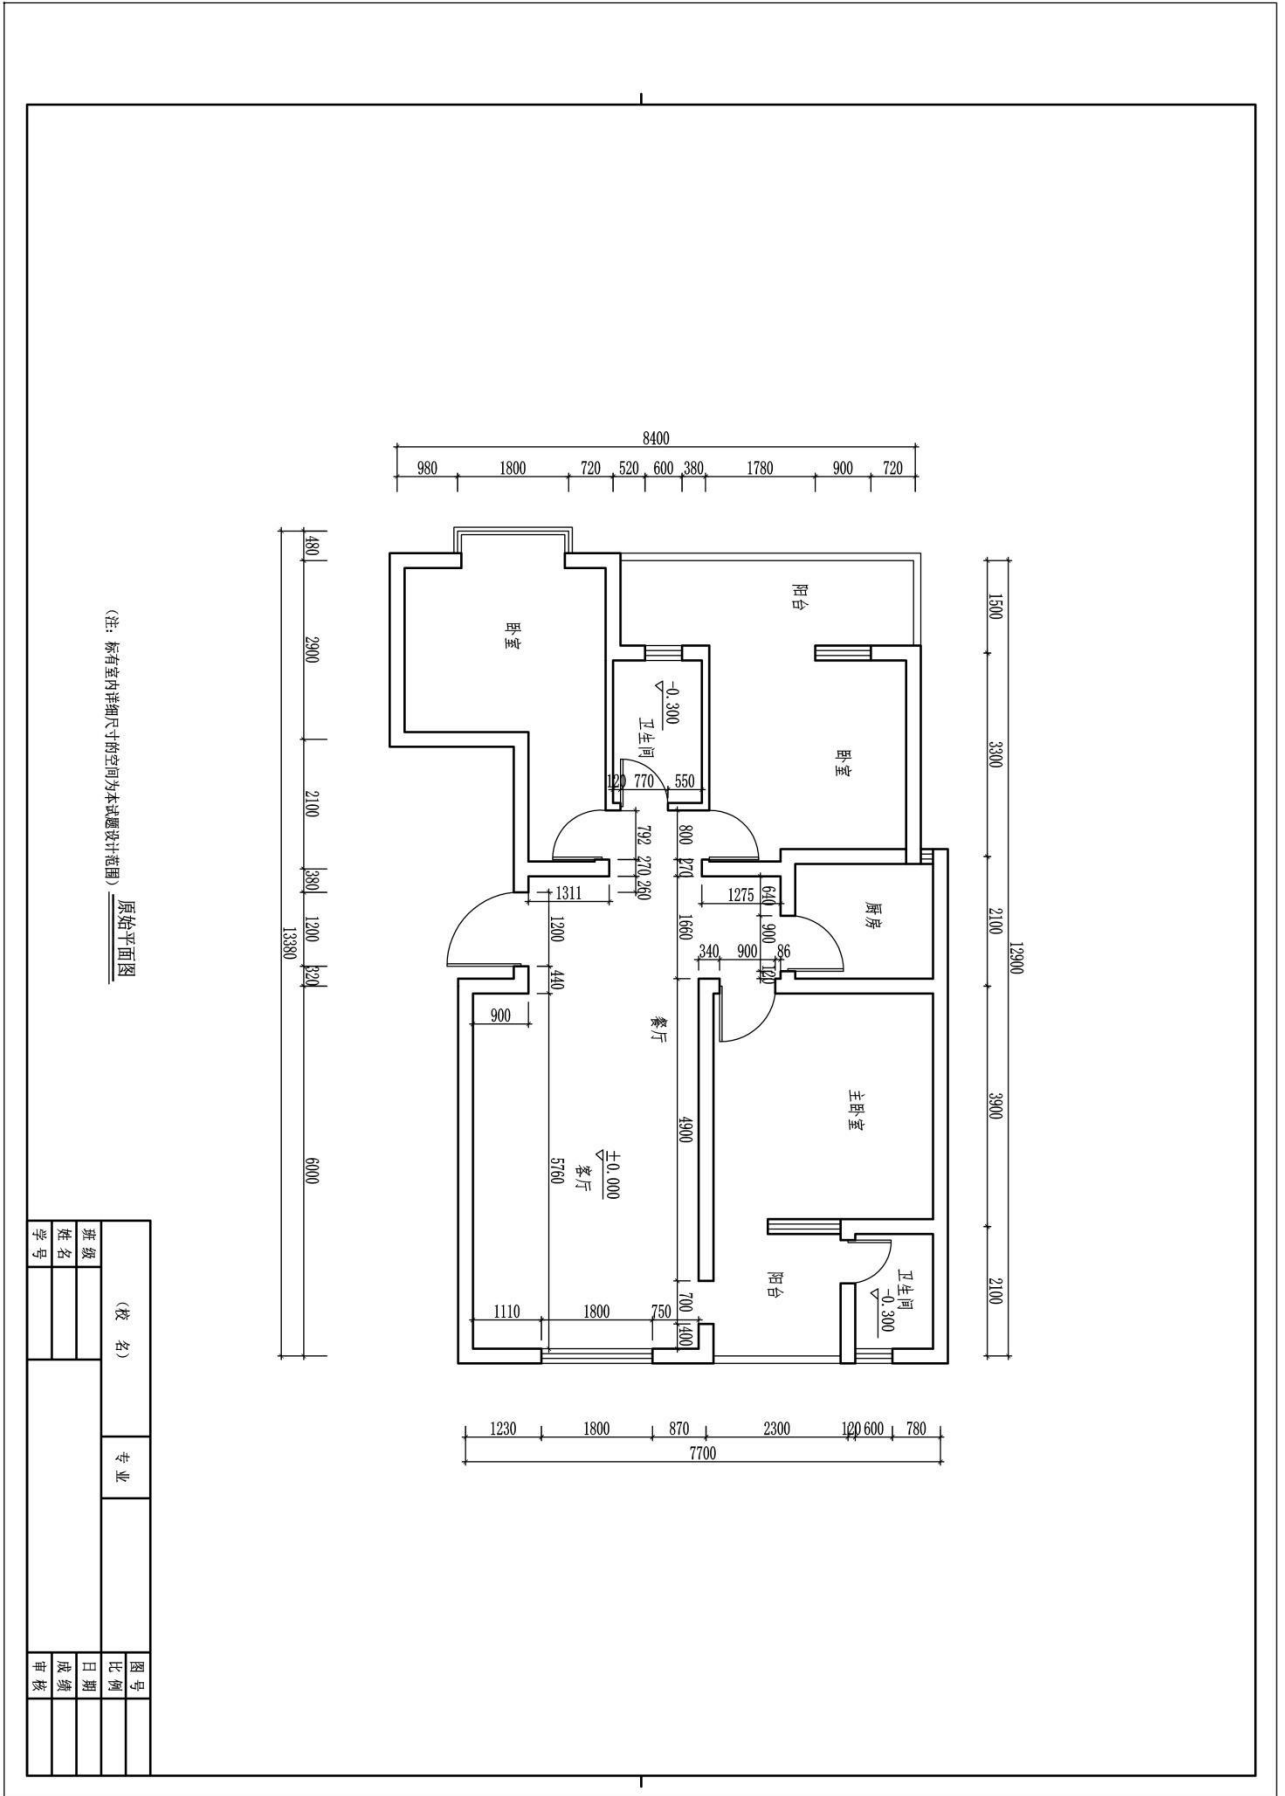 8400
980
1800
720
520
600
380
1780
900
720
480
2900
2100
380
1200
320
6000
13380
1500
3300
2100
3900
2100
12900
阳台
卧室
-0.300
卫生间
卧室
120
770
550
792
270
260
800
270
1311
1275
640
900
120
厨房
1200
440
1660
340
900
86
900
餐厅
主卧室
4900
5760
±0.000
客厅
阳台
卫生间
-0.300
1110
1800
750
700
400
1230
1800
870
2300
120
600
780
7700
(注: 标有室内详细尺寸的空间为本试题设计范围)
原始平面图
(校 名)
专业
班级
姓名
学号
图号
比例
日期
成绩
审核